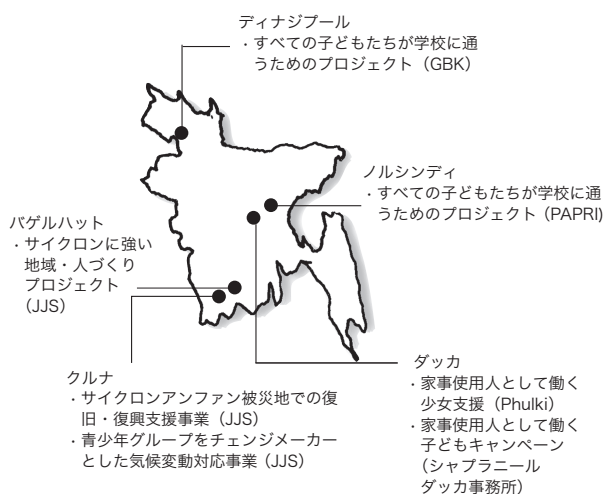 ディナジプール
・すべての子どもたちが学校に通
うためのプロジェクト（GBK）
ノルシンディ
・すべての子どもたちが学校に通
うためのプロジェクト（PAPRI)
バゲルハット
・サイクロンに強い
地域・人づくり
プロジェクト
（JJS）
クルナ
・サイクロンアンファン被災地での復
旧・復興支援事業（JJS）
・青少年グループをチェンジメーカー
とした気候変動対応事業（JJS）
ダッカ
・家事使用人として働く
少女支援（Phulki）
・家事使用人として働く
子どもキャンペーン
（シャプラニール
ダッカ事務所）